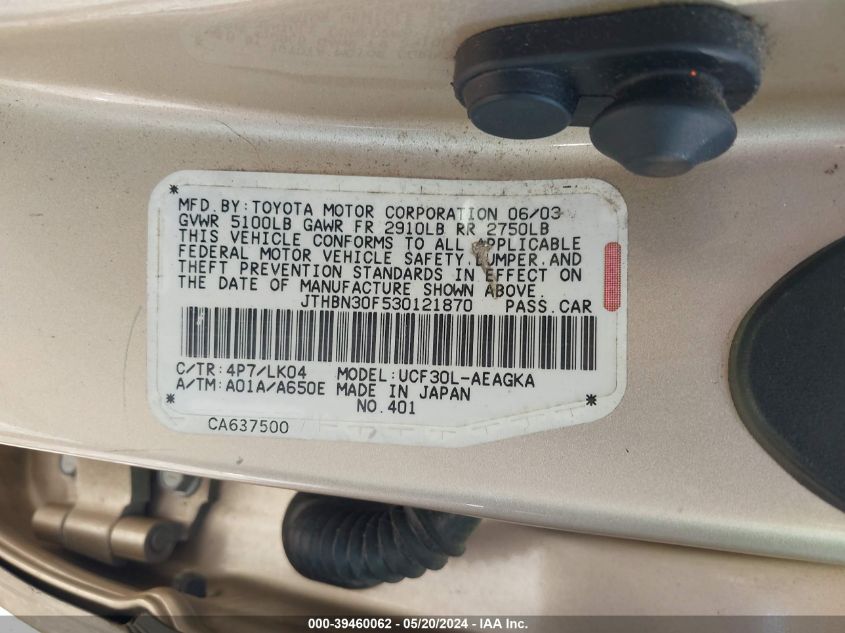 MFD. BY: TOYOTA MOTOR CORPORATION 06/03
GVWR 5100LB GAWR FR 2910LB RR 2750LB
THIS VEHICLE CONFORMS TO ALL APPLICABLE
FEDERAL MOTOR VEHICLE SAFETY, BUMPER, AND
THEFT PREVENTION STANDARDS IN EFFECT ON
THE DATE OF MANUFACTURE SHOWN ABOVE.
JTHBN30F530121870 PASS. CAR
C/TR: 4P7/LK04 MODEL: UCF30L-AEAGKA
A/TM: A01A/A650E MADE IN JAPAN
NO. 401
CA637500
000-39460062 - 05/20/2024 - IAA Inc.